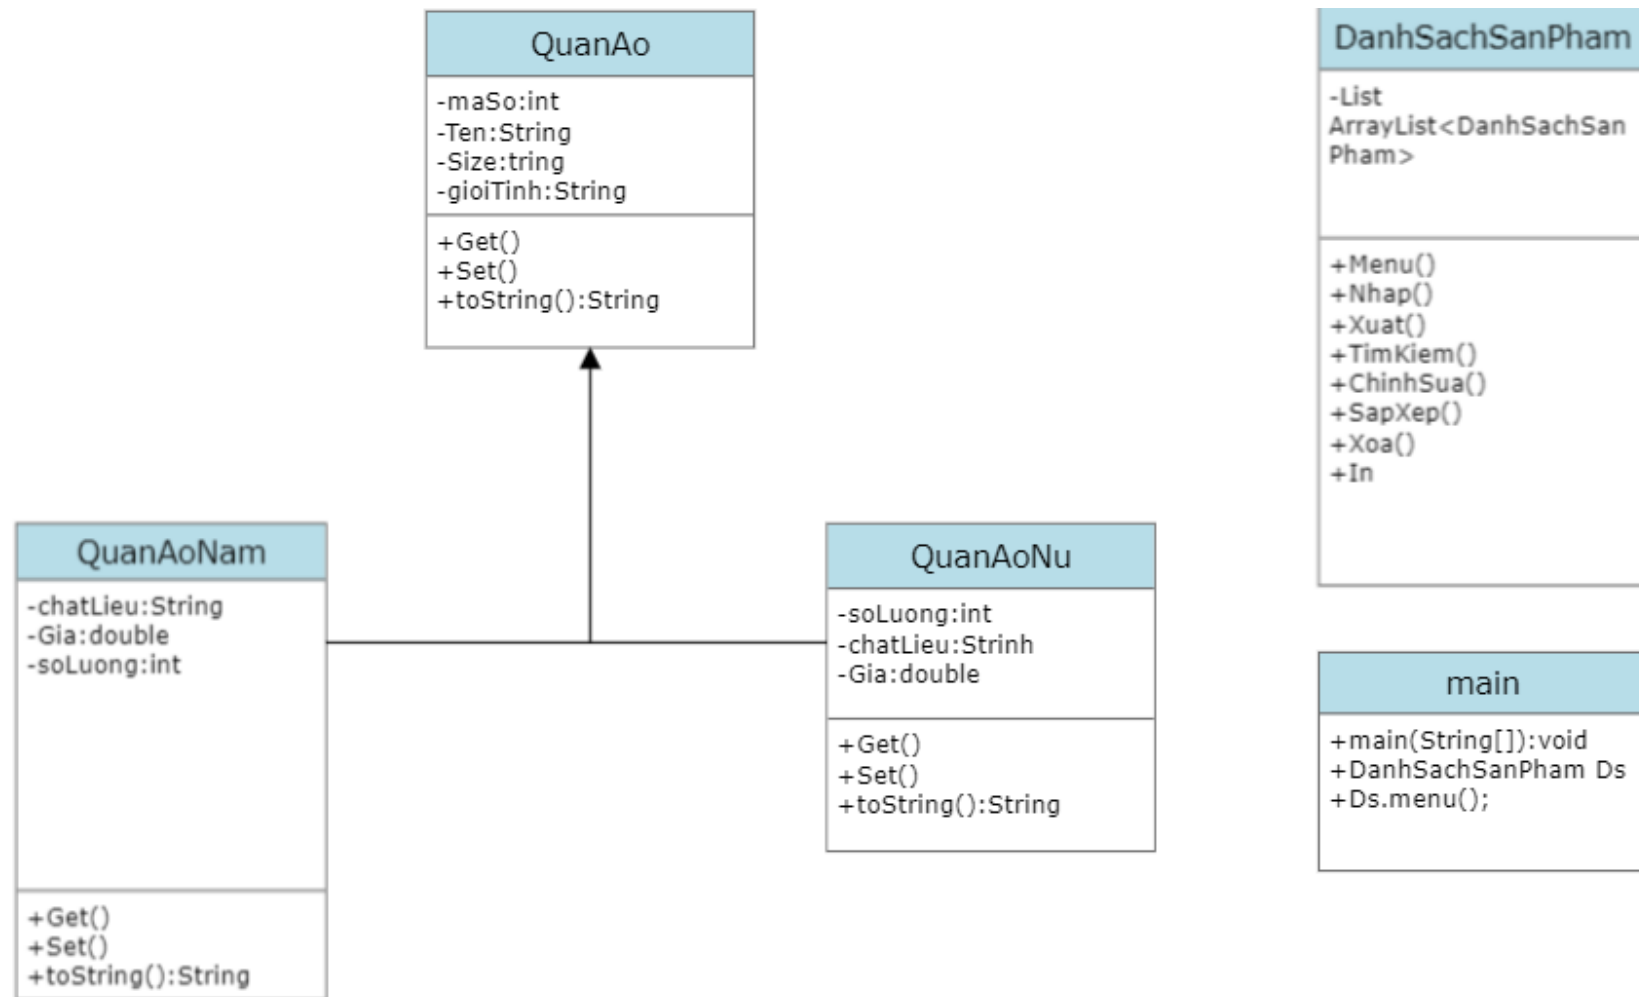 QuanAo
-maSo:int
-Ten:String
-Size:tring
-gioiTinh:String
+Get()
+Set()
+toString():String
DanhSachSanPham
-List
ArrayList<DanhSachSan
Pham>
+Menu()
+Nhap()
+Xuat()
+TimKiem()
+ChinhSua()
+SapXep()
+Xoa()
+In
QuanAoNam
-chatLieu:String
-Gia:double
-soLuong:int
+Get()
+Set()
+toString():String
QuanAoNu
-soLuong:int
-chatLieu:Strinh
-Gia:double
+Get()
+Set()
+toString():String
main
+main(String[]):void
+DanhSachSanPham Ds
+Ds.menu();